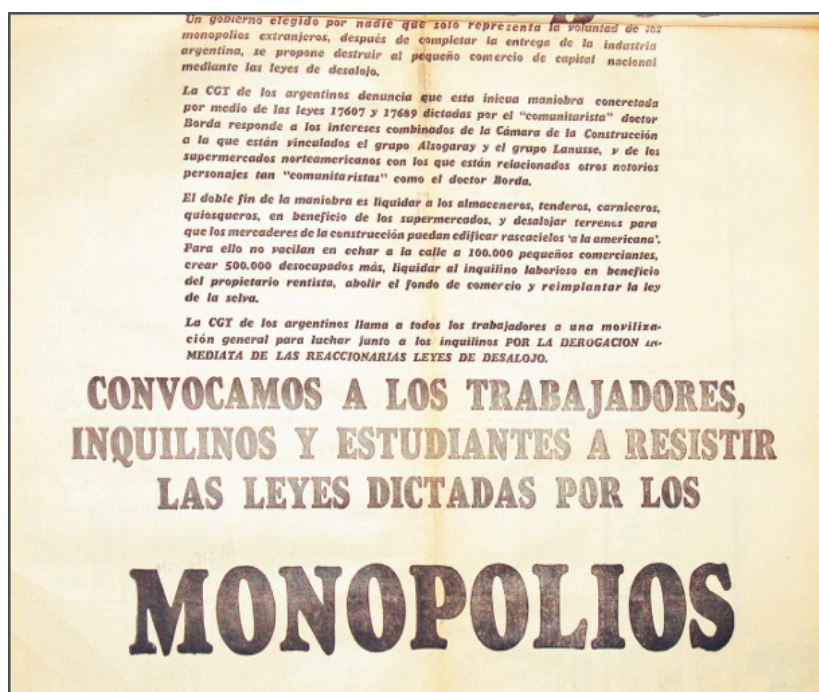 Un gobierno elegido por nadie que solo representa la voluntad de los
monopolios extranjeros, después de completar la entrega de la industria
argentina, se propone destruir al pequeño comercio de capital nacional
mediante las leyes de desalojo.
La CGT de los argentinos denuncia que esta inicua maniobra concretada
por medio de las leyes 17607 y 17689 dictadas por el "comunitarista" doctor
Borda responde a los intereses combinados de la Cámara de la Construcción
a la que están vinculados el grupo Alsogaray y el grupo Lanusse, y de los
supermercados norteamericanos con los que están relacionados otros notorios
personajes tan "comunitaristas" como el doctor Borda.
El doble fin de la maniobra es liquidar a los almaceneros, tenderos, carniceros,
quiosqueros, en beneficio de los supermercados, y desalojar terrenos para
que los mercaderes de la construcción puedan edificar rascacielos 'a la americana'.
Para ello no vacilan en echar a la calle a 100.000 pequeños comerciantes,
crear 500.000 desocupados más, liquidar al inquilino laborioso en beneficio
del propietario rentista, abolir el fondo de comercio y reimplantar la ley
de la selva.
La CGT de los argentinos llama a todos los trabajadores a una moviliza-
ción general para luchar junto a los inquilinos POR LA DEROGACION IN-
MEDIATA DE LAS REACCIONARIAS LEYES DE DESALOJO.
CONVOCAMOS A LOS TRABAJADORES,
INQUILINOS Y ESTUDIANTES A RESISTIR
LAS LEYES DICTADAS POR LOS
MONOPOLIOS